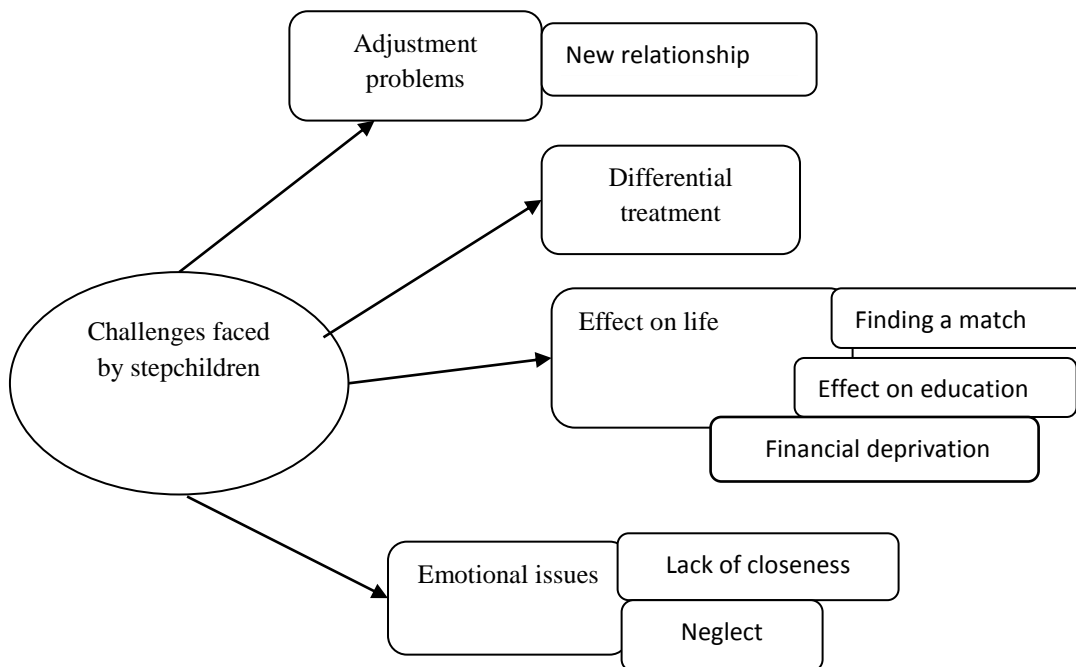 Adjustment
problems
New relationship
Differential
treatment
Challenges faced
by stepchildren
Effect on life
Finding a match
Effect on education
Financial deprivation
Emotional issues
Lack of closeness
Neglect